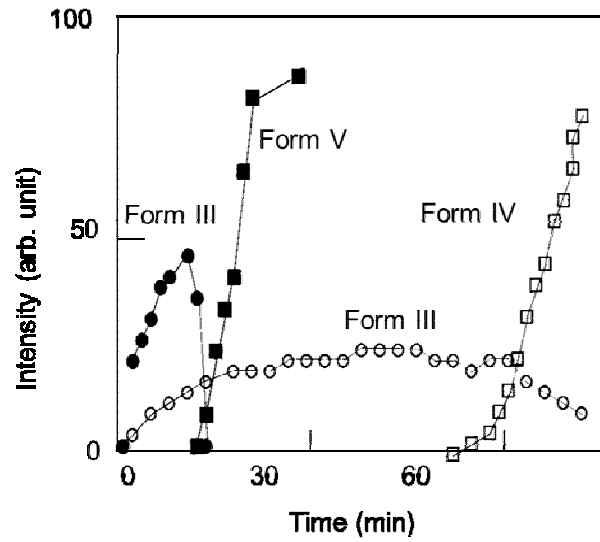 100
Form V
Form III
Form IV
50
Form III
Intensity (arb. unit)
0
0 30 60
Time (min)